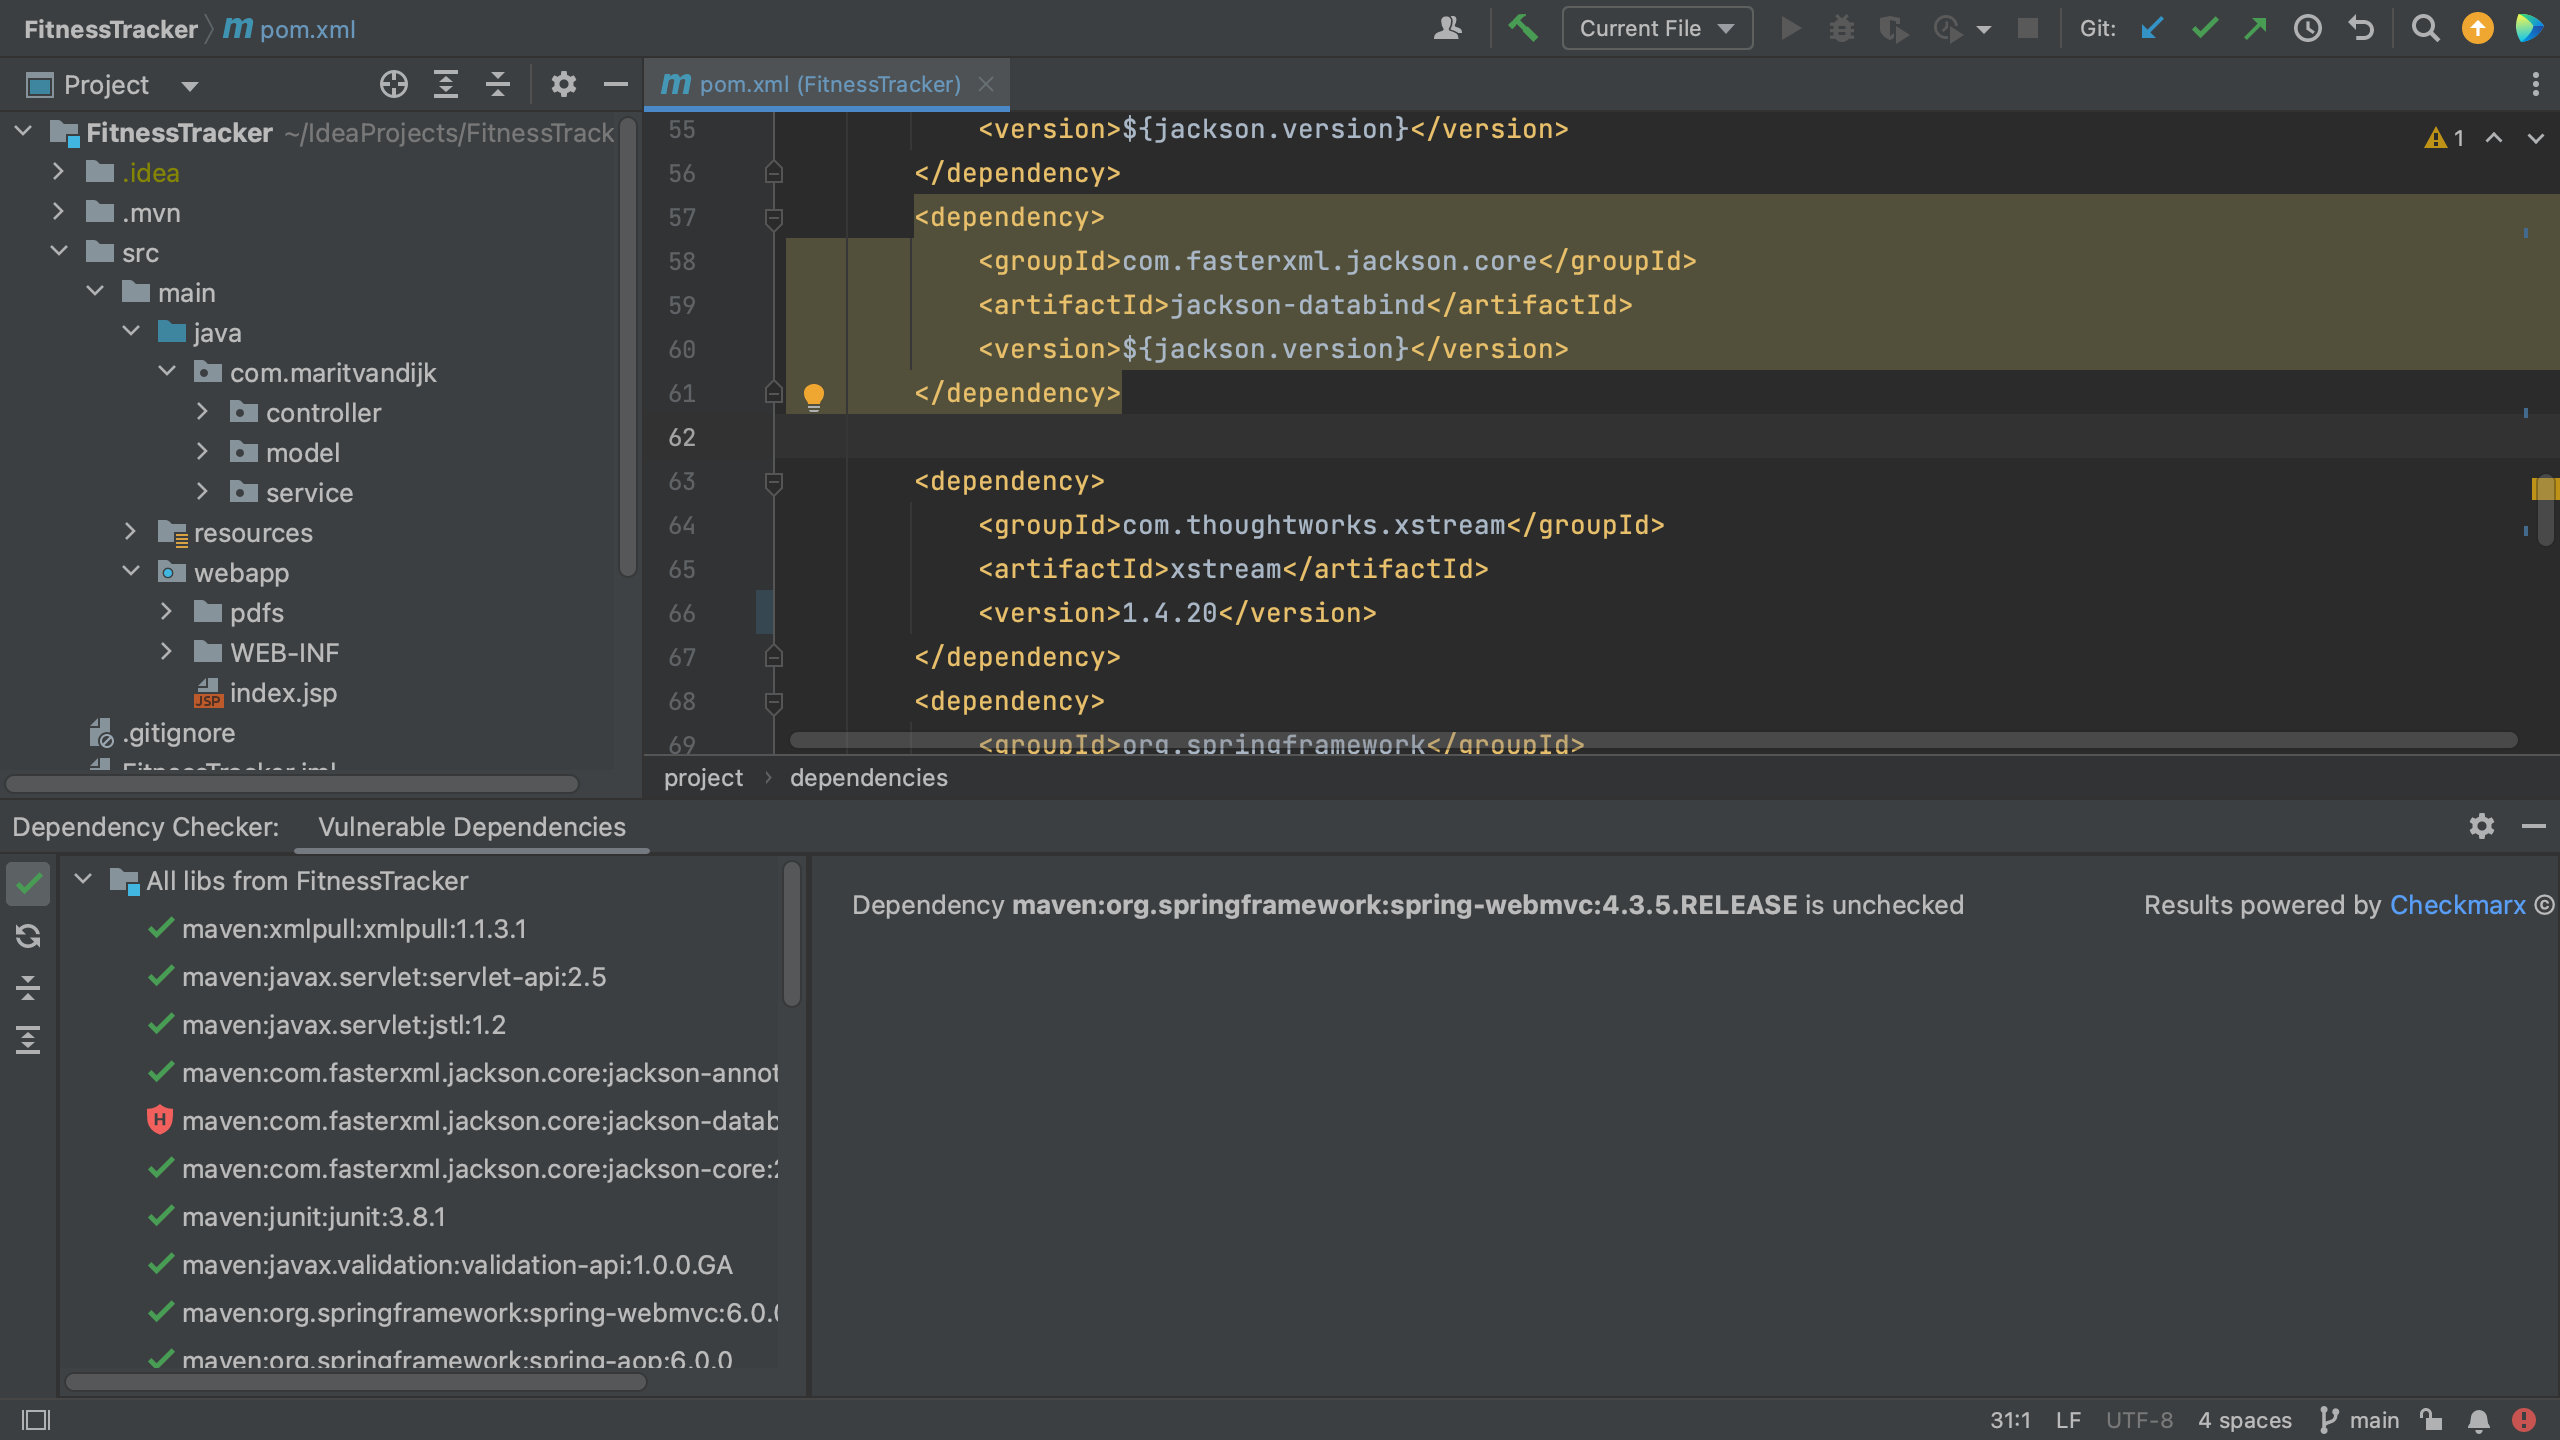 FitnessTracker
m pom.xml
Current File
Git:
Project
m pom.xml (FitnessTracker)
FitnessTracker ~/IdeaProjects/FitnessTrack
.idea
.mvn
src
main
java
com.maritvandijk
controller
model
service
resources
webapp
pdfs
WEB-INF
JSP index.jsp
.gitignore
FitnessTracker.iml
1
55 <version>${jackson.version}</version>
56 </dependency>
57 <dependency>
58 <groupId>com.fasterxml.jackson.core</groupId>
59 <artifactId>jackson-databind</artifactId>
60 <version>${jackson.version}</version>
61 </dependency>
62
63 <dependency>
64 <groupId>com.thoughtworks.xstream</groupId>
65 <artifactId>xstream</artifactId>
66 <version>1.4.20</version>
67 </dependency>
68 <dependency>
69 <groupId>org.springframework</groupId>
project > dependencies
Dependency Checker: Vulnerable Dependencies
All libs from FitnessTracker
maven:xmlpull:xmlpull:1.1.3.1
maven:javax.servlet:servlet-api:2.5
maven:javax.servlet:jstl:1.2
maven:com.fasterxml.jackson.core:jackson-annot
H maven:com.fasterxml.jackson.core:jackson-datab
maven:com.fasterxml.jackson.core:jackson-core:2
maven:junit:junit:3.8.1
maven:javax.validation:validation-api:1.0.0.GA
maven:org.springframework:spring-webmvc:6.0.0
maven:org.springframework:spring-aop:6.0.0
Dependency maven:org.springframework:spring-webmvc:4.3.5.RELEASE is unchecked
Results powered by Checkmarx ©
31:1 LF UTF-8 4 spaces main